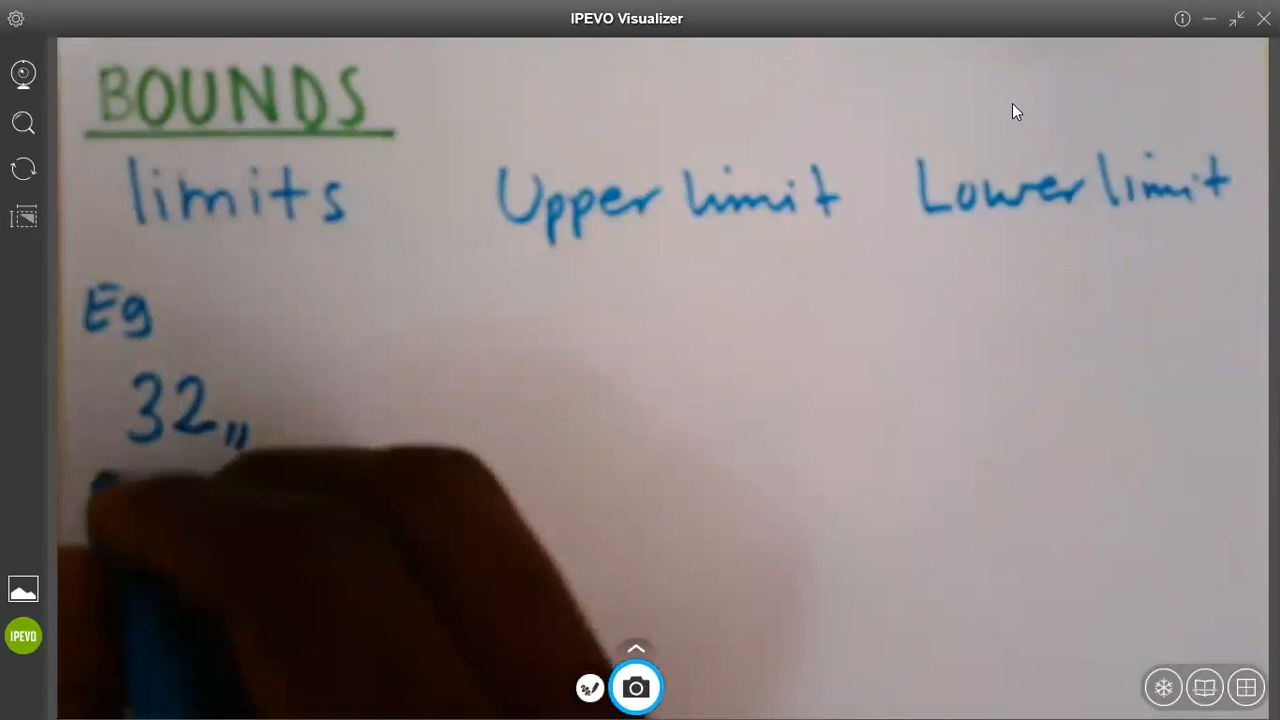 IPEVO Visualizer
BOUNDS
limits Upper limit Lower limit
Eg
32,,
IPEVO